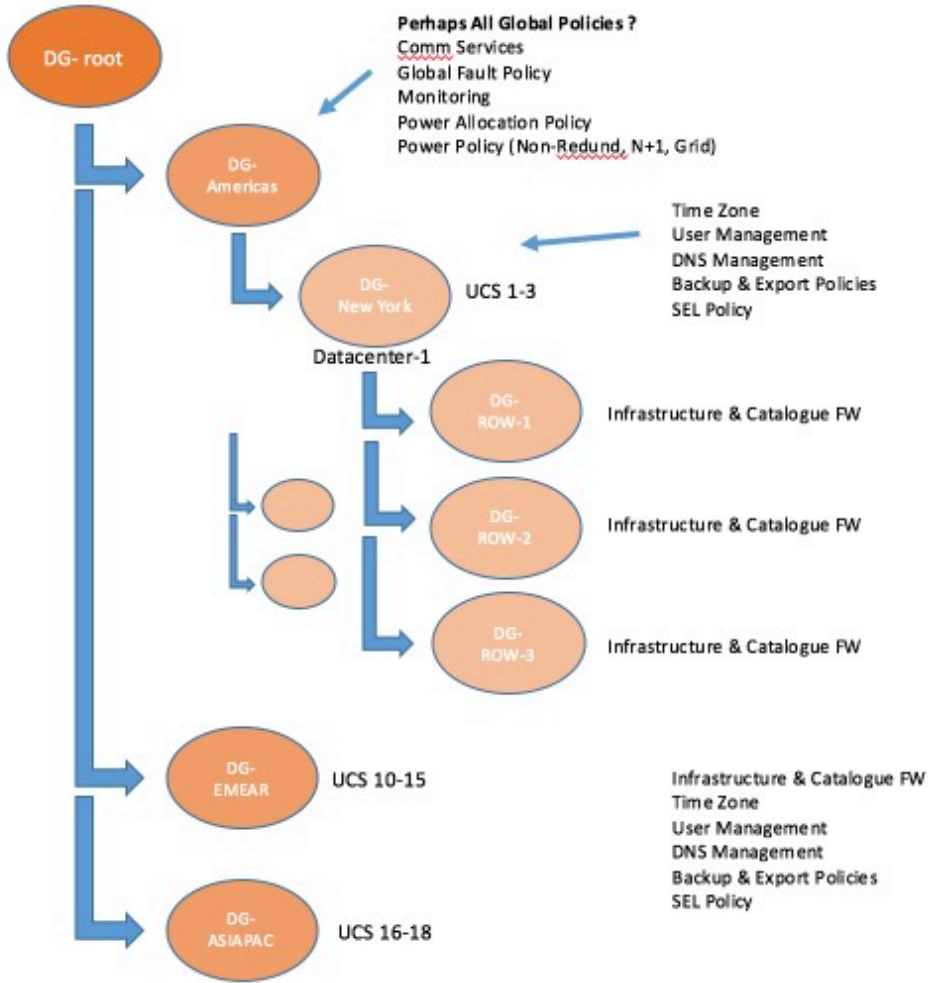 DG- root
Perhaps All Global Policies ?
Comm Services
Global Fault Policy
Monitoring
Power Allocation Policy
Power Policy (Non-Redund, N+1, Grid)
DG-
Americas
Time Zone
User Management
DNS Management
Backup & Export Policies
SEL Policy
DG-
New York
UCS 1-3
Datacenter-1
DG-
ROW-1
Infrastructure & Catalogue FW
DG-
ROW-2
Infrastructure & Catalogue FW
DG-
ROW-3
Infrastructure & Catalogue FW
DG-
EMEAR
UCS 10-15
Infrastructure & Catalogue FW
Time Zone
User Management
DNS Management
Backup & Export Policies
SEL Policy
DG-
ASIAPAC
UCS 16-18